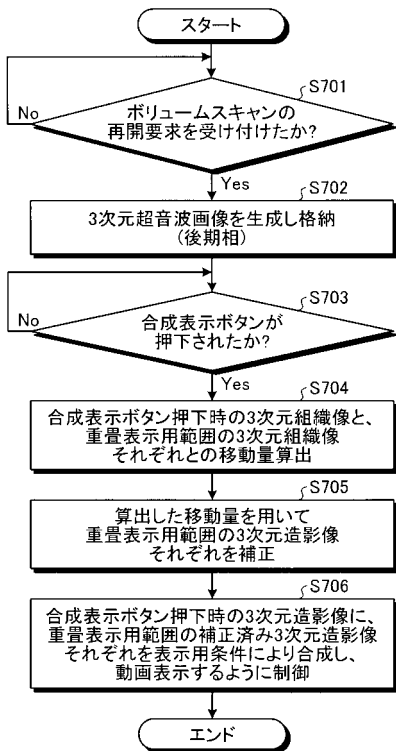 スタート
S701
ボリュームスキャンの
再開要求を受け付けたか?
No
Yes
S702
3次元超音波画像を生成し格納
(後期相)
S703
合成表示ボタンが
押下されたか?
No
Yes
S704
合成表示ボタン押下時の3次元組織像と、
重畳表示用範囲の3次元組織像
それぞれとの移動量算出
S705
算出した移動量を用いて
重畳表示用範囲の3次元造影像
それぞれを補正
S706
合成表示ボタン押下時の3次元造影像に、
重畳表示用範囲の補正済み3次元造影像
それぞれを表示用条件により合成し、
動画表示するように制御
エンド